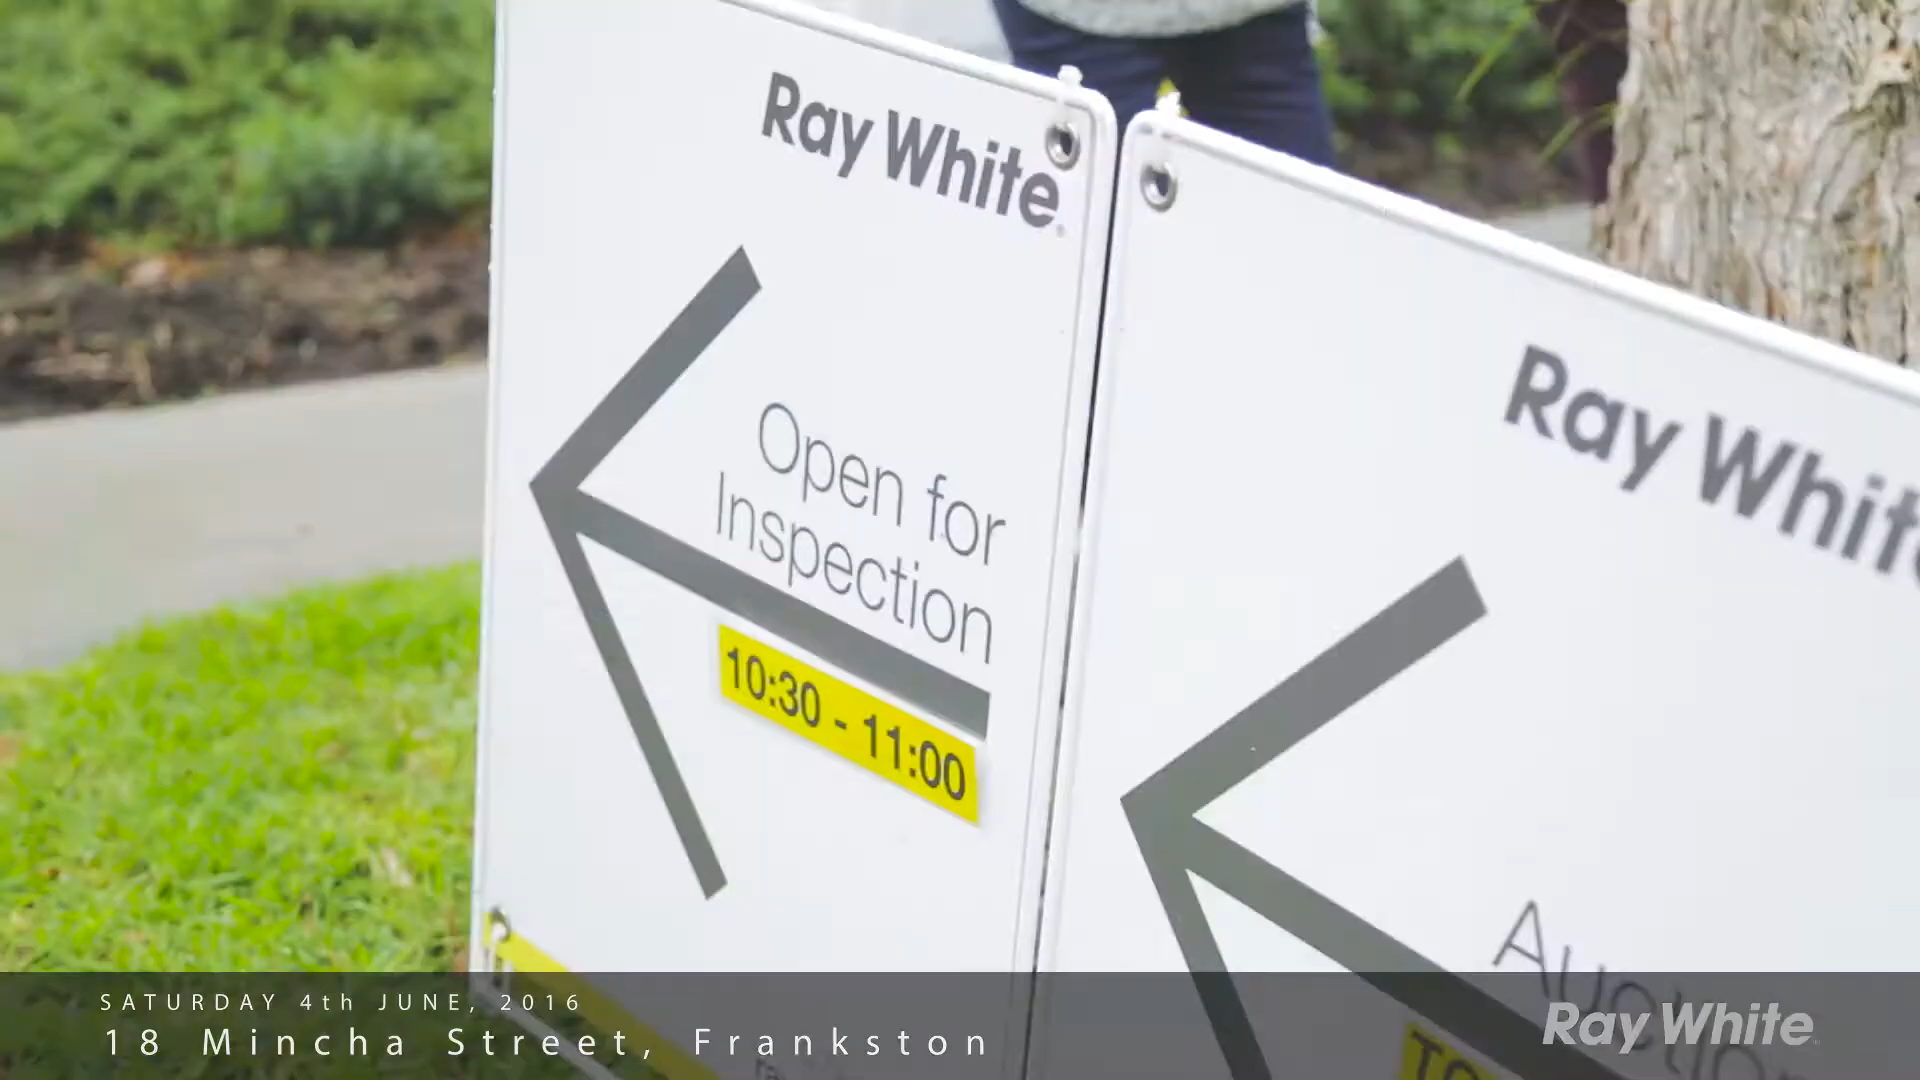 Ray White
Open for
Inspection
10:30 - 11:00
Ray White
Auction
SATURDAY 4th JUNE, 2016
18 Mincha Street, Frankston
Ray White